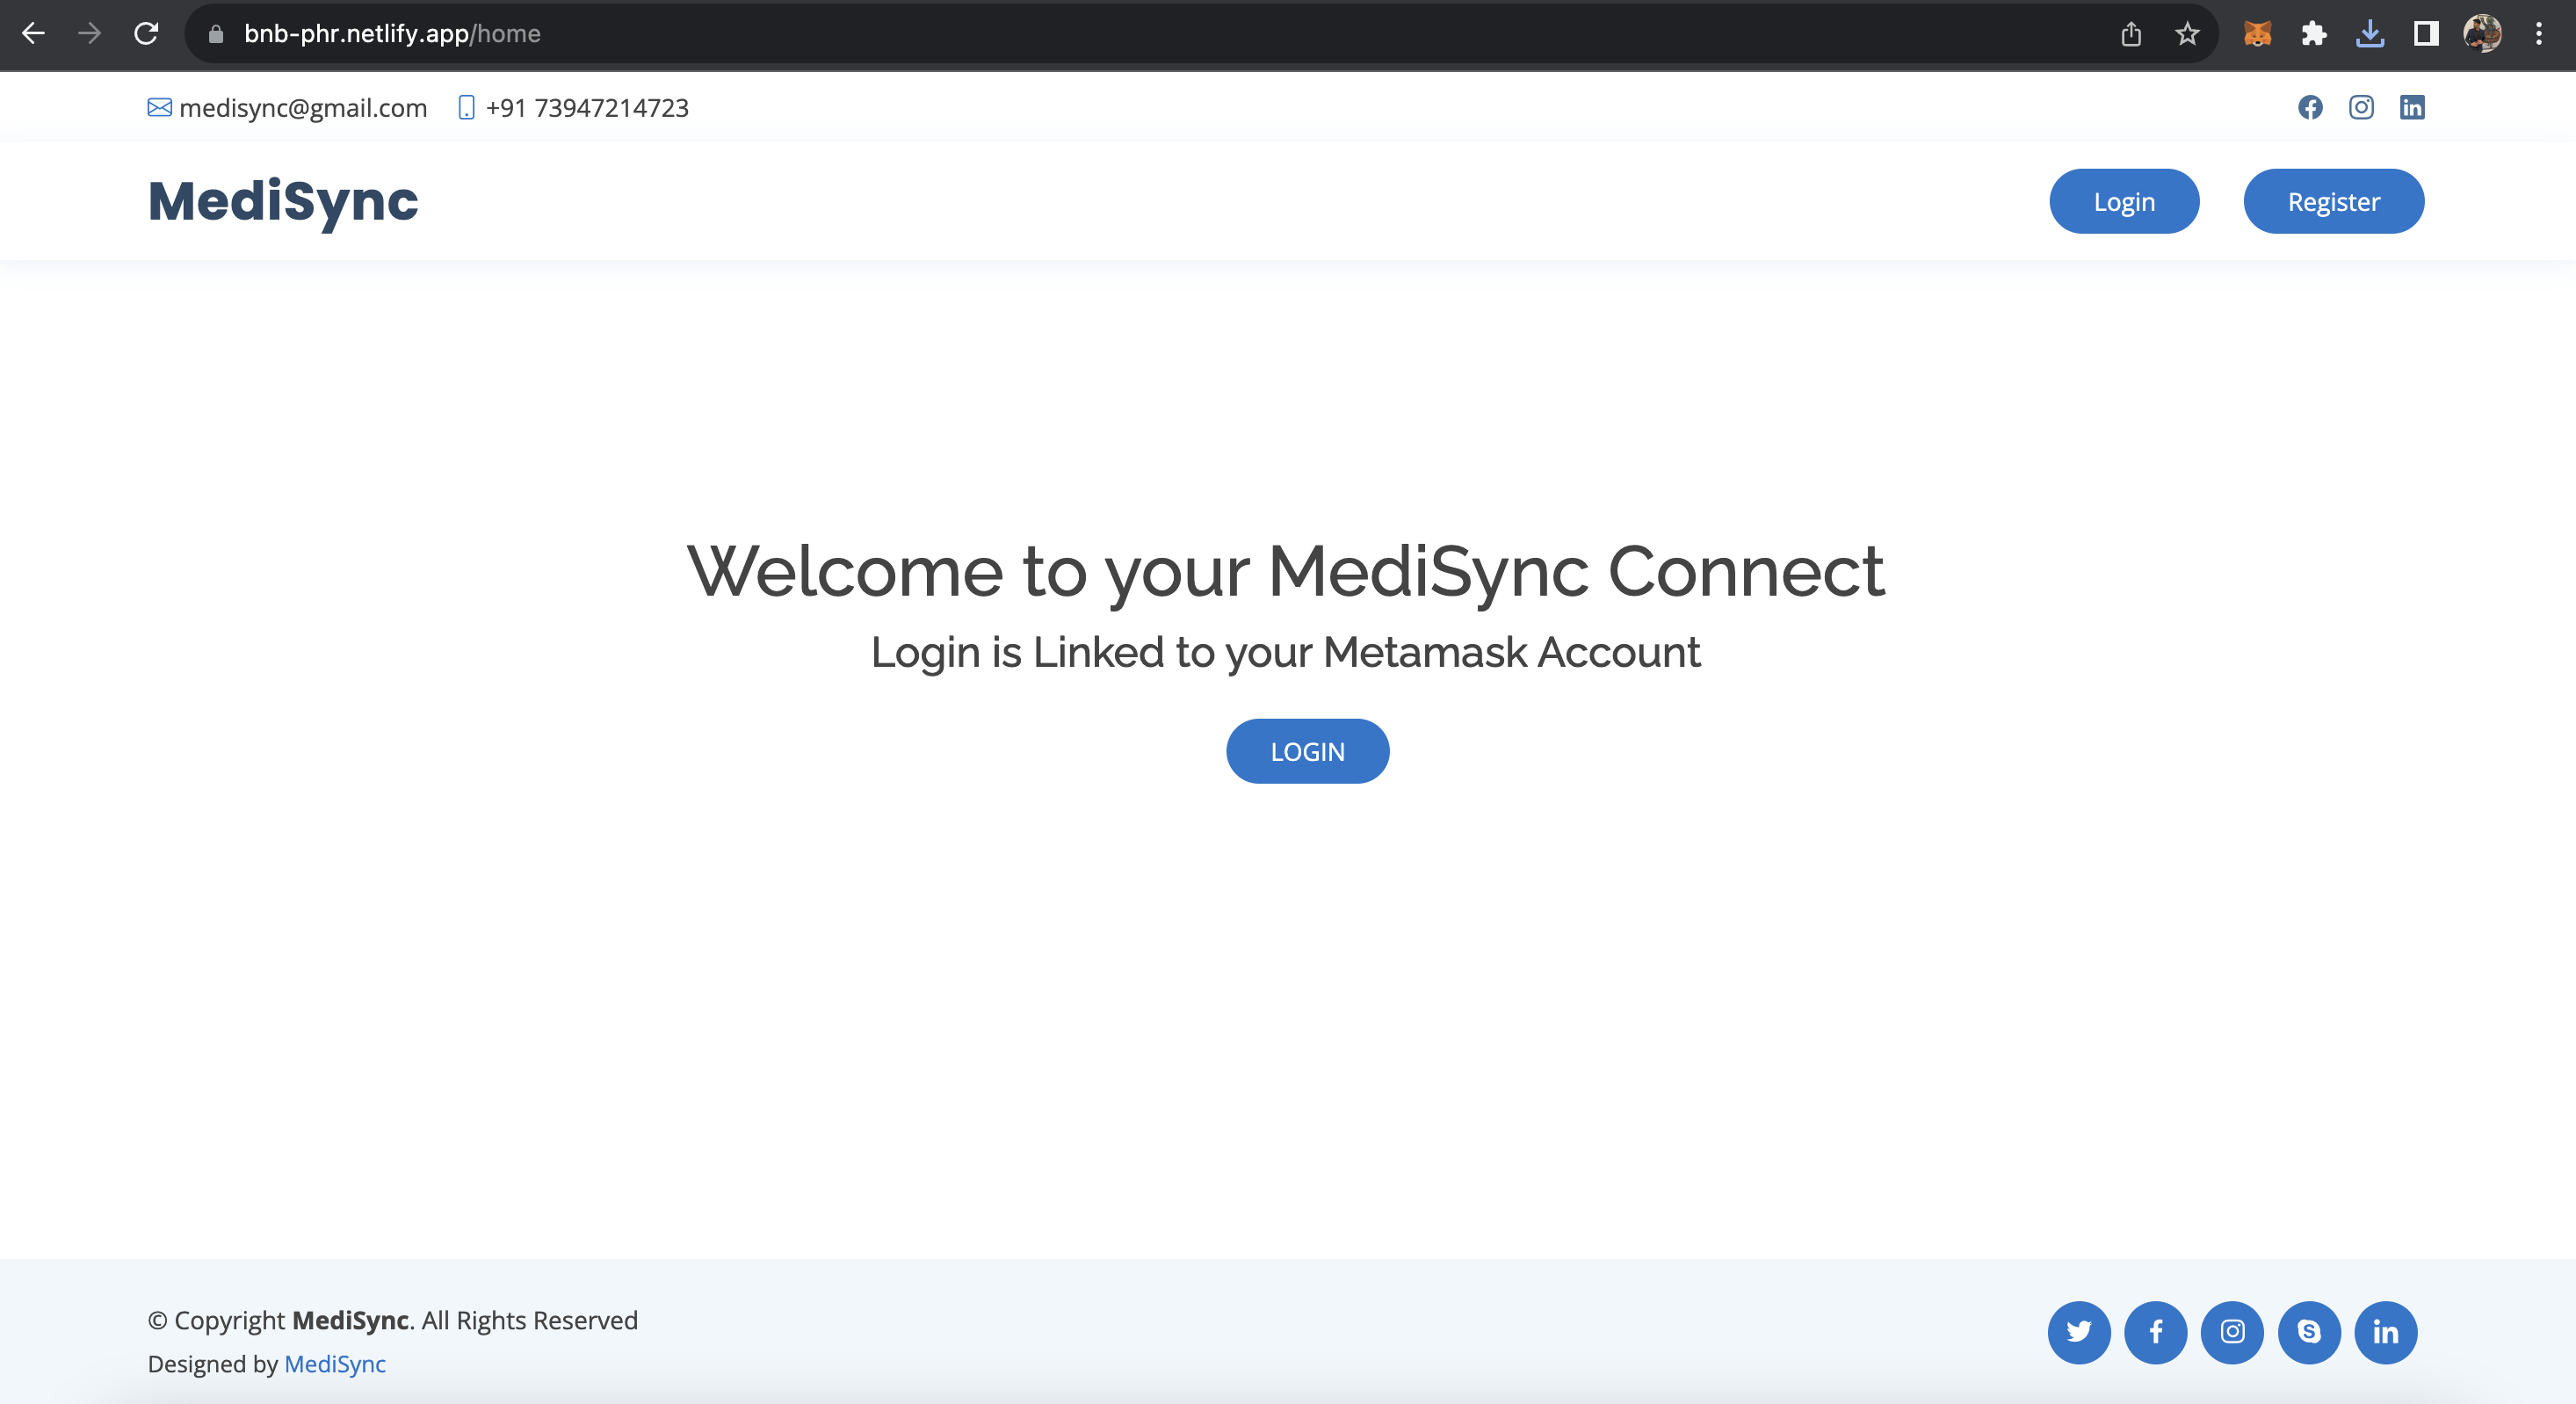 bnb-phr.netlify.app/home
medisync@gmail.com +91 73947214723
MediSync
Login Register
Welcome to your MediSync Connect
Login is Linked to your Metamask Account
LOGIN
© Copyright MediSync. All Rights Reserved
Designed by MediSync